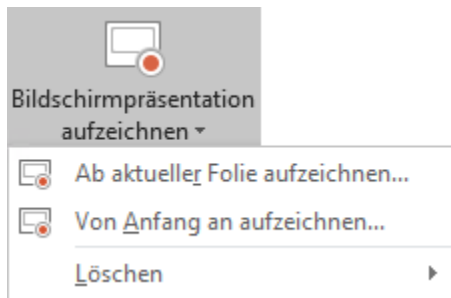 Bildschirmpräsentation
aufzeichnen
Ab aktueller Folie aufzeichnen...
Von Anfang an aufzeichnen...
Löschen